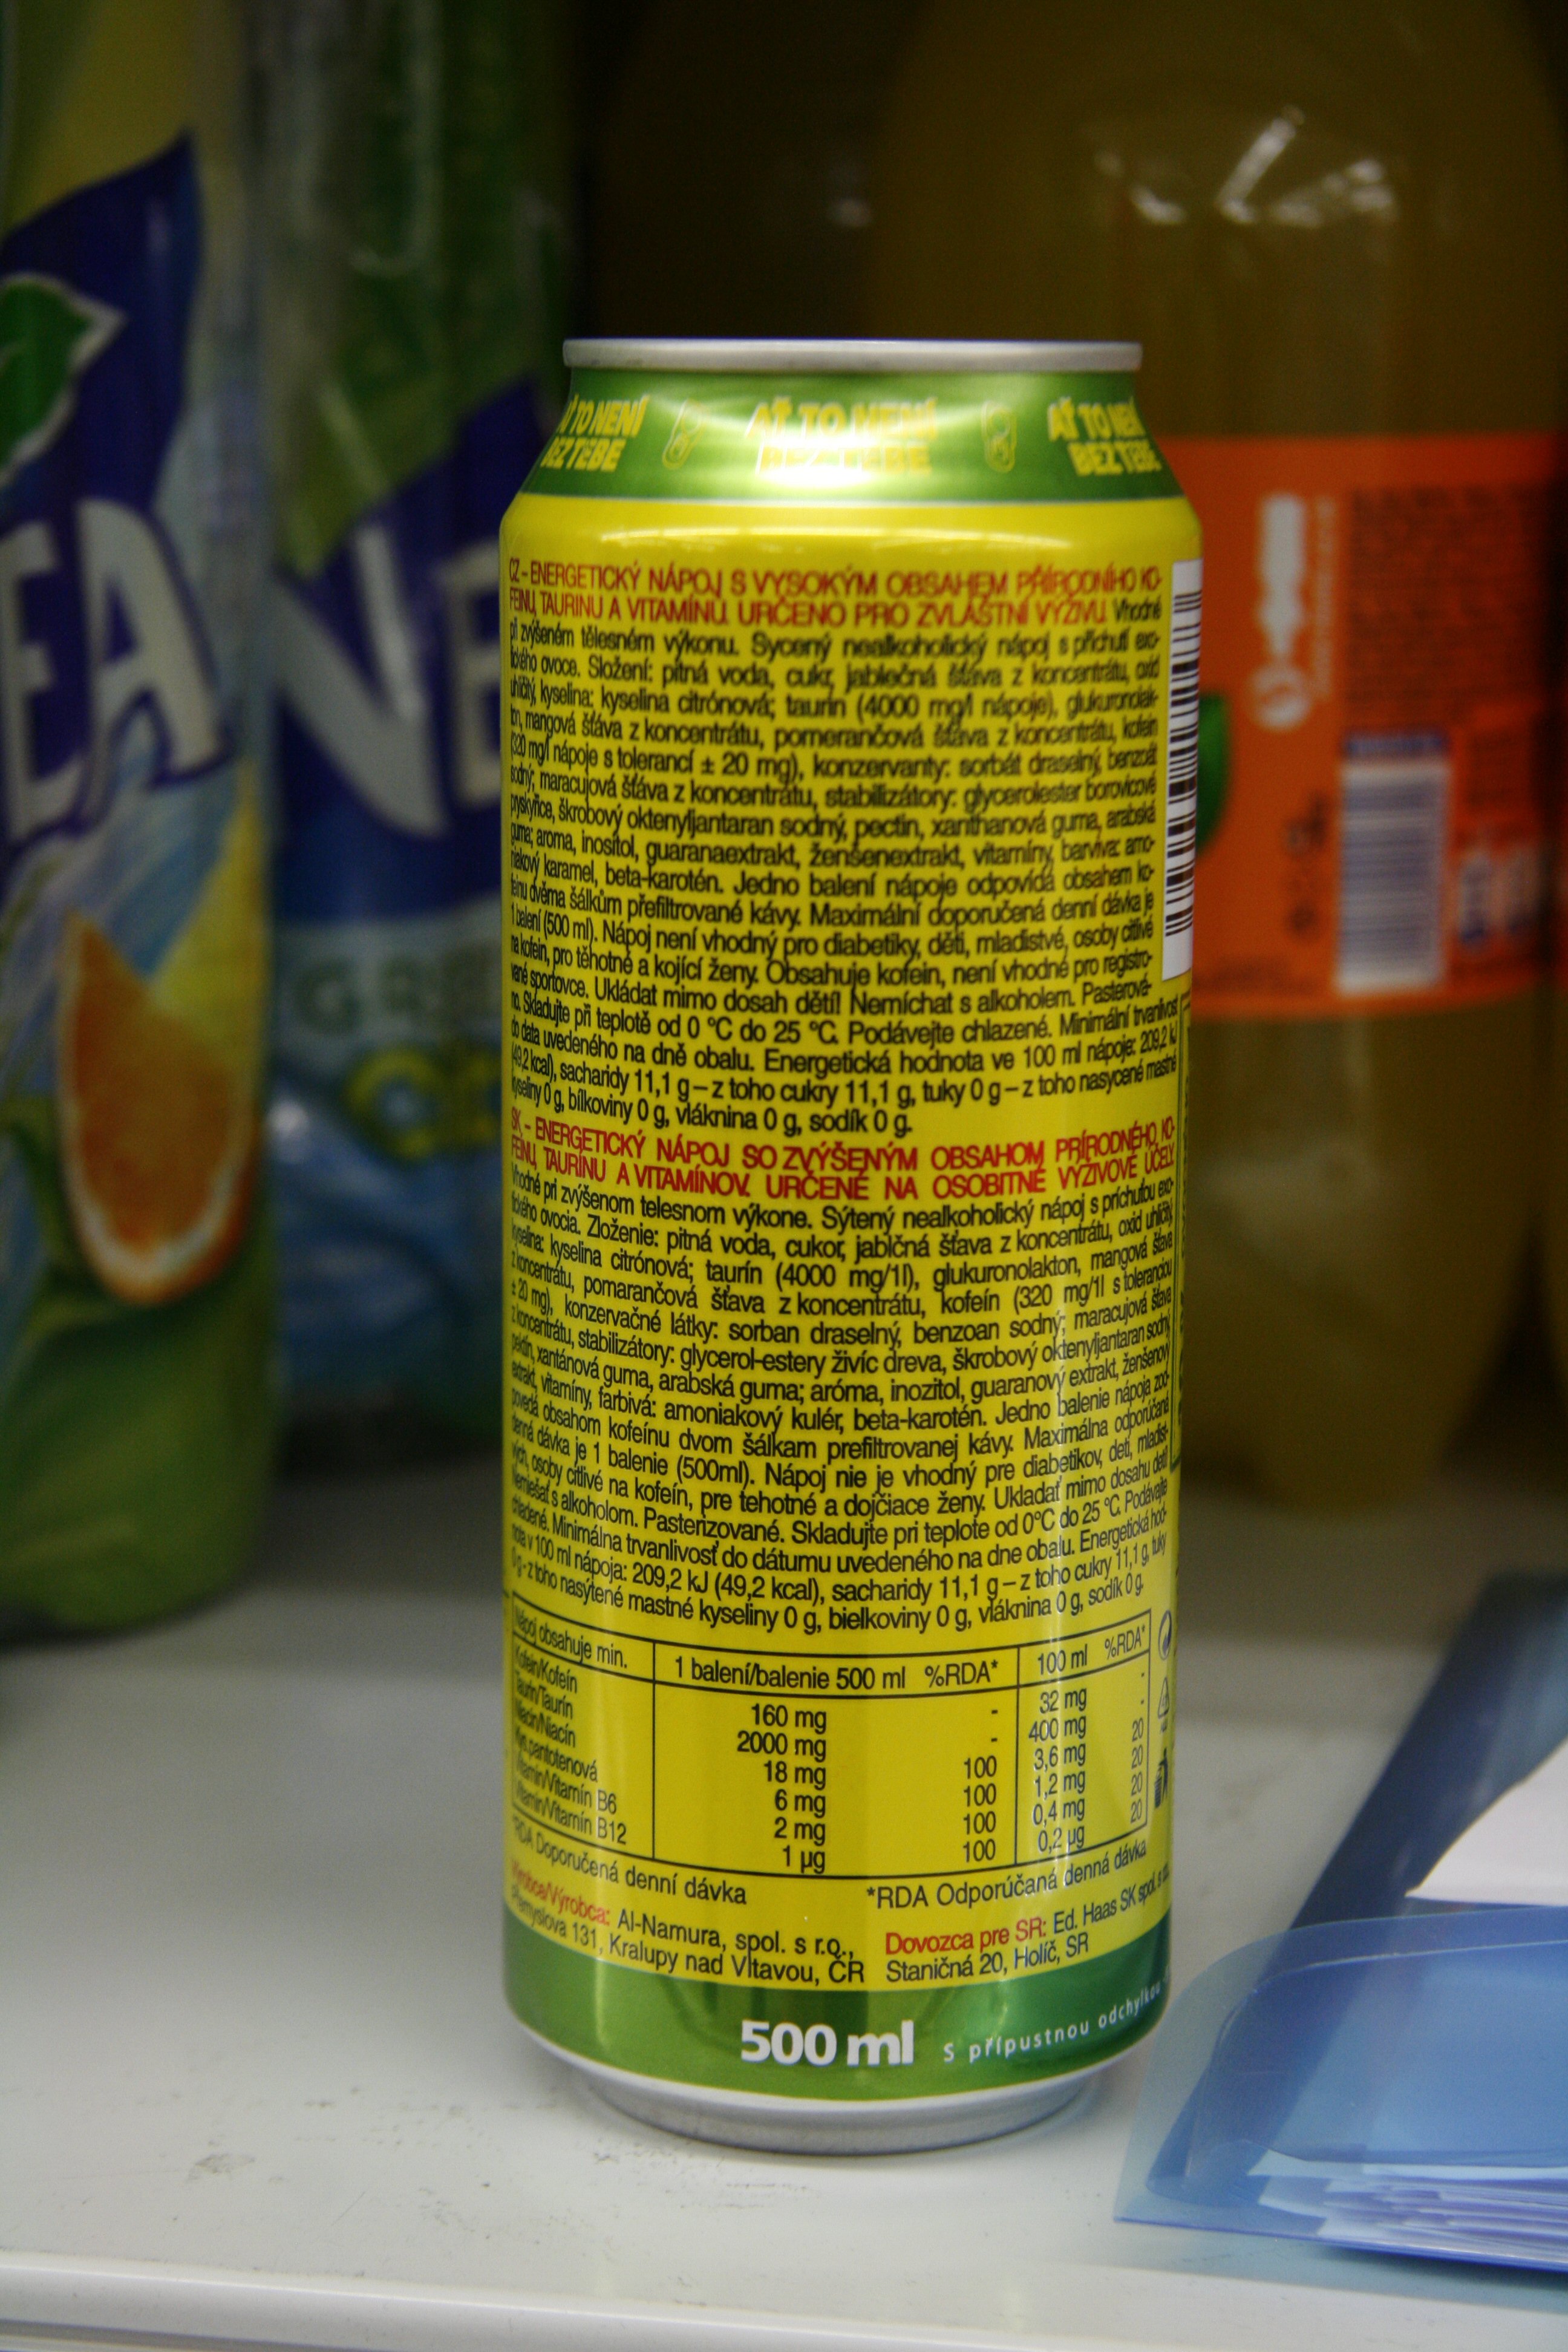 AŤ TO NENÍ
BEZ TEBE
AŤ TO NENÍ
BEZ TEBE
AŤ TO NENÍ
BEZ TEBE
EA
NE
CZ – ENERGETICKÝ NÁPOJ S VYSOKÝM OBSAHEM PŘÍRODNÍHO KO-
FEINU, TAURINU A VITAMÍNU. URČENO PRO ZVLÁŠTNÍ VÝŽIVU. Vhodné
při zvýšeném tělesném výkonu. Sycený nealkoholický nápoj s příchutí exo-
tického ovoce. Složení: pitná voda, cukr, jablečná šťáva z koncentrátu, oxid
uhličitý, kyselina: kyselina citrónová; taurin (4000 mg/l nápoje), glukuronolak-
ton, mangová šťáva z koncentrátu, pomerančová šťáva z koncentrátu, kofein
(320 mg/l nápoje s tolerancí ± 20 mg), konzervanty: sorbát draselný, benzoát
sodný; maracujová šťáva z koncentrátu, stabilizátory: glycerolester borovicové
pryskyřice, škrobový oktenyljantaran sodný, pectin, xanthanová guma, arabská
guma; aroma, inositol, guaranaextrakt, ženšenextrakt, vitamíny, barviva: amo-
niakový karamel, beta-karotén. Jedno balení nápoje odpovídá obsahem ko-
feinu dvěma šálkům přefiltrované kávy. Maximální doporučená denní dávka je
1 balení (500 ml). Nápoj není vhodný pro diabetiky, děti, mladistvé, osoby citlivé
na kofein, pro těhotné a kojící ženy. Obsahuje kofein, není vhodné pro registro-
vané sportovce. Ukládat mimo dosah dětí! Nemíchat s alkoholem. Pasterová-
no. Skladujte při teplotě od 0 °C do 25 °C. Podávejte chlazené. Minimální trvanlivost
do data uvedeného na dně obalu. Energetická hodnota ve 100 ml nápoje: 209,2 kJ
(49,2 kcal), sacharidy 11,1 g – z toho cukry 11,1 g, tuky 0 g – z toho nasycené mastné
kyseliny 0 g, bílkoviny 0 g, vláknina 0 g, sodík 0 g.
SK – ENERGETICKÝ NÁPOJ SO ZVÝŠENÝM OBSAHOM PRÍRODNÉHO KO-
FEINU, TAURÍNU A VITAMÍNOV. URČENÉ NA OSOBITNÉ VÝŽIVOVÉ ÚČELY.
Vhodné pri zvýšenom telesnom výkone. Sýtený nealkoholický nápoj s príchuťou exo-
tického ovocia. Zloženie: pitná voda, cukor, jablčná šťava z koncentrátu, oxid uhličitý,
kyselina: kyselina citrónová; taurín (4000 mg/1l), glukuronolakton, mangová šťava
z koncentrátu, pomarančová šťava z koncentrátu, kofeín (320 mg/1l s toleranciou
± 20 mg), konzervačné látky: sorban draselný, benzoan sodný; maracujová šťava
z koncentrátu, stabilizátory: glycerol-estery živíc dreva, škrobový oktenyljantaran sodný,
pektín, xantánová guma, arabská guma; aróma, inozitol, guaranový extrakt, ženšenový
extrakt, vitamíny, farbivá: amoniakový kulér, beta-karotén. Jedno balenie nápoja zod-
povedá obsahom kofeínu dvom šálkam prefiltrovanej kávy. Maximálna odporúčaná
denná dávka je 1 balenie (500ml). Nápoj nie je vhodný pre diabetikov, deti, mladist-
vých, osoby citlivé na kofeín, pre tehotné a dojčiace ženy. Ukladať mimo dosahu detí!
Nemiešať s alkoholom. Pasterizované. Skladujte pri teplote od 0°C do 25 °C. Podávajte
chladené. Minimálna trvanlivosť do dátumu uvedeného na dne obalu. Energetická hod-
nota v 100 ml nápoja: 209,2 kJ (49,2 kcal), sacharidy 11,1 g – z toho cukry 11,1 g, tuky
0 g - z toho nasýtené mastné kyseliny 0 g, bielkoviny 0 g, vláknina 0 g, sodík 0 g.
Nápoj obsahuje min. 1 balení/balenie 500 ml %RDA* 100 ml %RDA*
Kofein/Kofeín 160 mg - 32 mg -
Taurin/Taurín 2000 mg - 400 mg -
Niacin/Niacín 18 mg 100 3,6 mg 20
Kys. pantotenová 6 mg 100 1,2 mg 20
Vitamin/Vitamín B6 2 mg 100 0,4 mg 20
Vitamin/Vitamín B12 1 µg 100 0,2 µg 20
*RDA Doporučená denní dávka *RDA Odporúčaná denná dávka
Výrobce/Výrobca: Al-Namura, spol. s r.o.,
Přemyslova 131, Kralupy nad Vltavou, ČR
Dovozca pre SR: Ed. Haas SK spol. s r.o.
Staničná 20, Holíč, SR
500 ml s přípustnou odchylkou